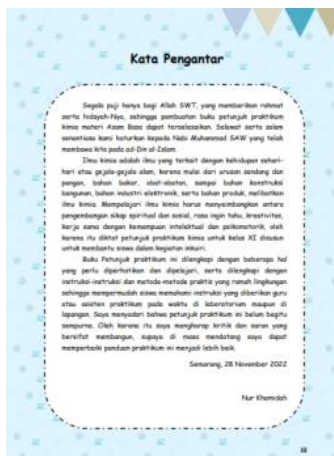 Kata Pengantar
Segala puji hanya bagi Allah SWT, yang memberikan rahmat
serta hidayah-Nya, sehingga pembuatan buku petunjuk praktikum
kimia materi Asam Basa dapat terselesaikan. Selawat serta salam
senantiasa kami haturkan kepada Nabi Muhammad SAW yang telah
membawa kita pada ad-Din al-Islam.
Ilmu kimia adalah ilmu yang terkait dengan kehidupan sehari-
hari atau gejala-gejala alam, karena mulai dari urusan sandang dan
pangan, bahan bakar, obat-obatan, sampai bahan konstruksi
bangunan, bahan industri elektronik, serta bahan produk, melibatkan
ilmu kimia. Mempelajari ilmu kimia harus menyeimbangkan antara
pengembangan sikap spiritual dan sosial, rasa ingin tahu, kreativitas,
kerja sama dengan kemampuan intelektual dan psikomotorik, oleh
karena itu diktat petunjuk praktikum kimia untuk kelas XI disusun
untuk membantu siswa dalam kegiatan inkuiri.
Buku Petunjuk praktikum ini dilengkapi dengan beberapa hal
yang perlu diperhatikan dan dipelajari, serta dilengkapi dengan
instruksi-instruksi dan metode-metode praktis yang ramah lingkungan
sehingga mempermudah siswa memahami instruksi yang diberikan guru
atau asisten praktikum pada waktu di laboratorium maupun di
lapangan. Saya menyadari bahwa petunjuk praktikum ini belum begitu
sempurna. Oleh karena itu saya mengharap kritik dan saran yang
bersifat membangun, supaya di masa mendatang saya dapat
memperbaiki panduan praktikum ini menjadi lebih baik.
Semarang, 28 November 2022
Nur Khamidah